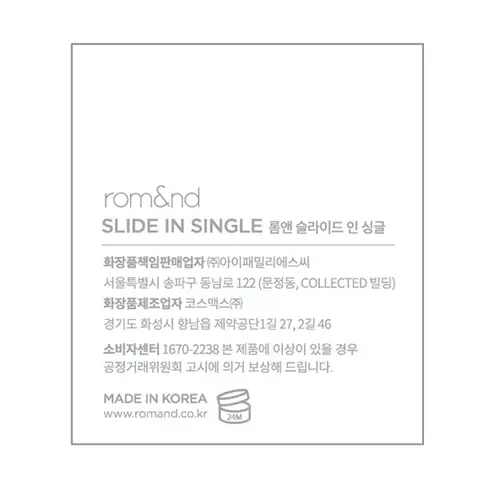 rom&nd
SLIDE IN SINGLE 롬앤 슬라이드 인 싱글
화장품책임판매업자 ㈜아이패밀리에스씨
서울특별시 송파구 동남로 122 (문정동, COLLECTED 빌딩)
화장품제조업자 코스맥스㈜
경기도 화성시 향남읍 제약공단1길 27, 2길 46
소비자센터 1670-2238 본 제품에 이상이 있을 경우
공정거래위원회 고시에 의거 보상해 드립니다.
MADE IN KOREA
www.romand.co.kr
24M